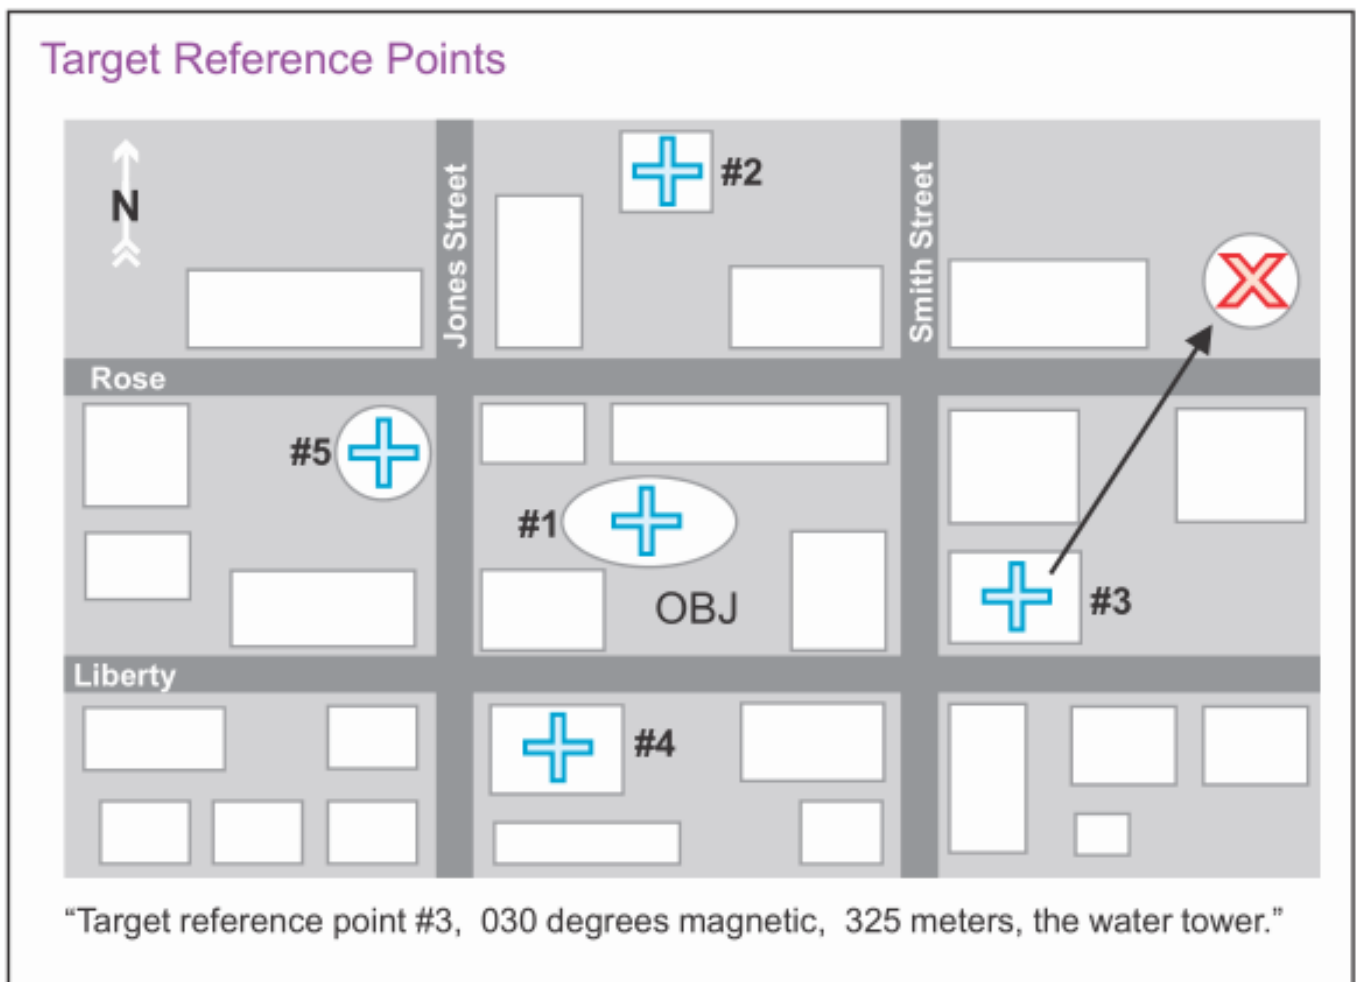 Target Reference Points
N
Jones Street
#2
Smith Street
X
Rose
#5
#1
OBJ
#3
Liberty
#4
“Target reference point #3, 030 degrees magnetic, 325 meters, the water tower.”